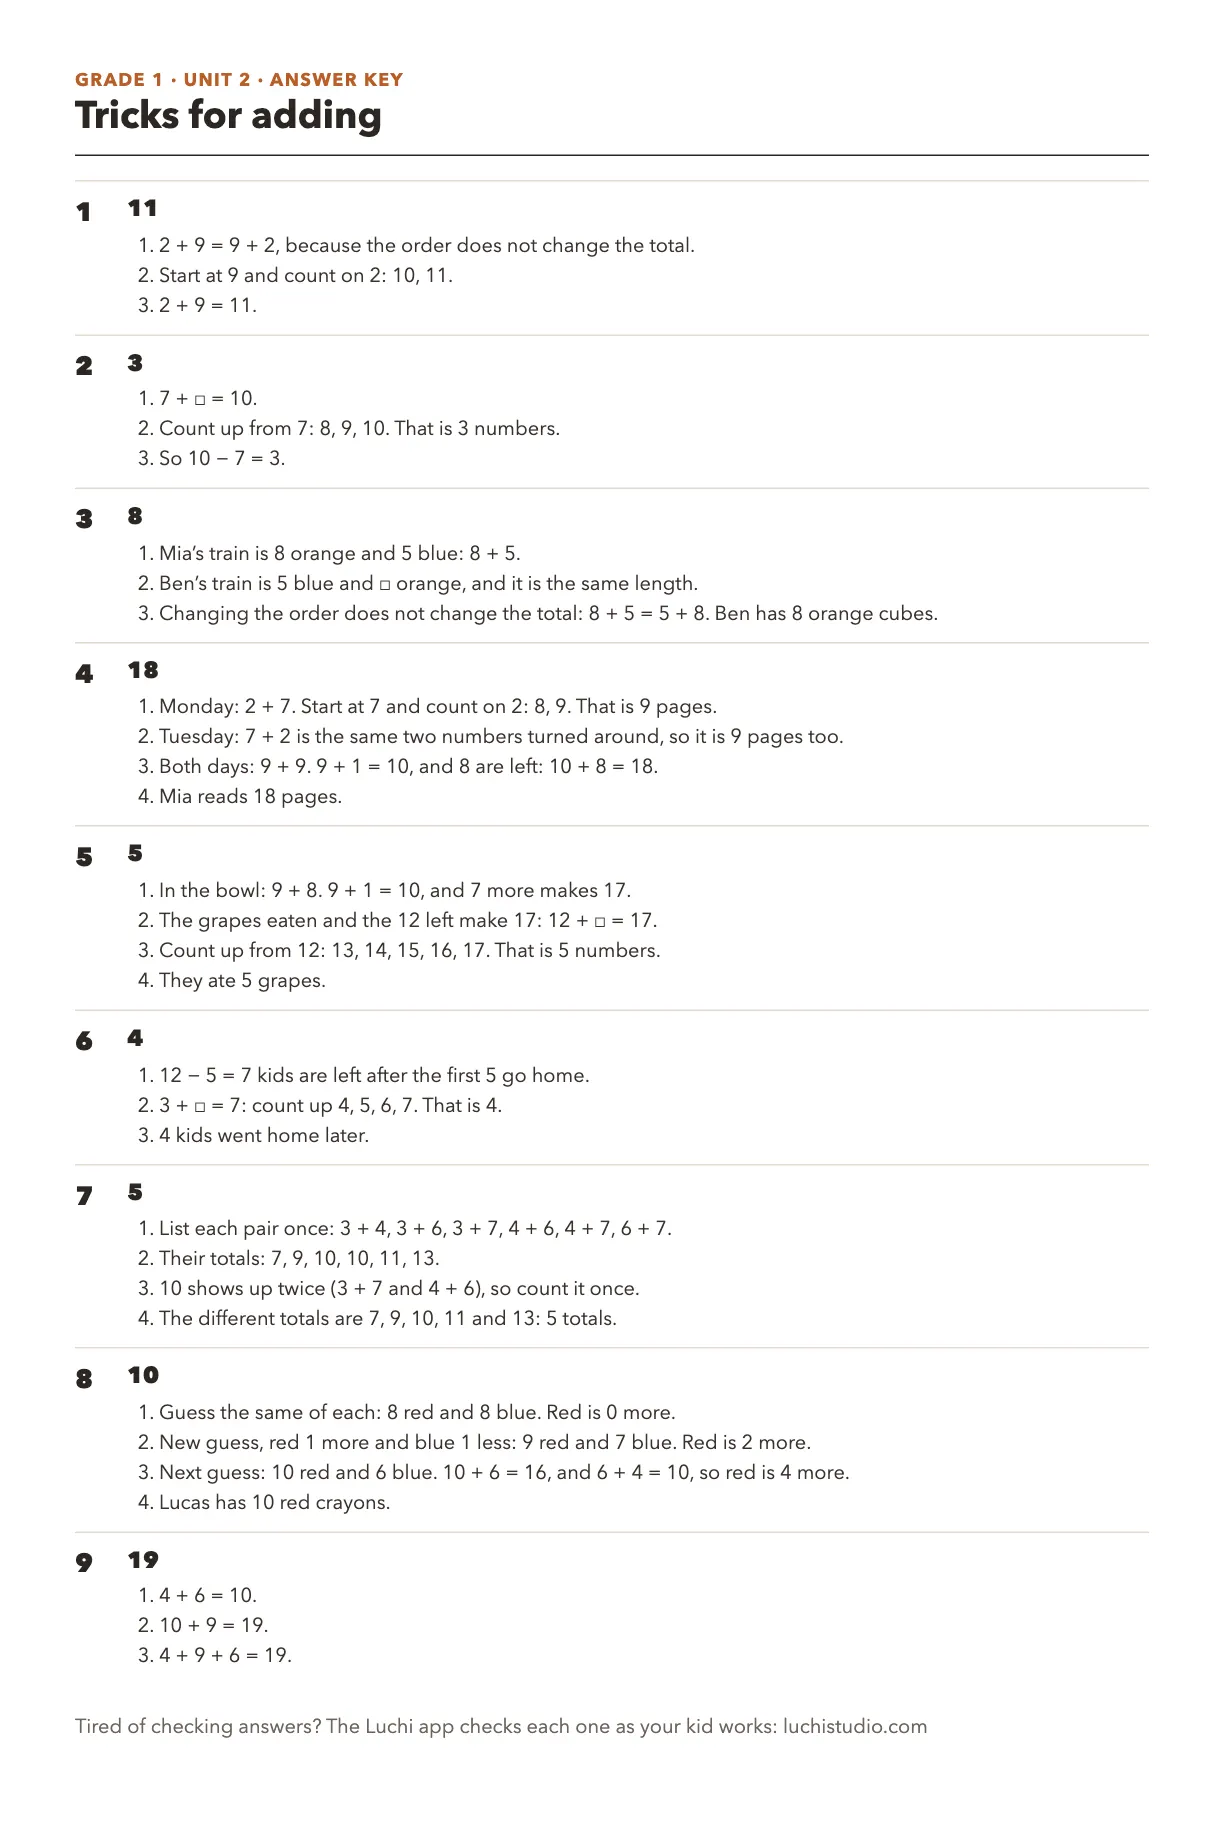 GRADE 1 · UNIT 2 · ANSWER KEY
Tricks for adding
1 11
1. 2 + 9 = 9 + 2, because the order does not change the total.
2. Start at 9 and count on 2: 10, 11.
3. 2 + 9 = 11.
2 3
1. 7 + □ = 10.
2. Count up from 7: 8, 9, 10. That is 3 numbers.
3. So 10 − 7 = 3.
3 8
1. Mia’s train is 8 orange and 5 blue: 8 + 5.
2. Ben’s train is 5 blue and □ orange, and it is the same length.
3. Changing the order does not change the total: 8 + 5 = 5 + 8. Ben has 8 orange cubes.
4 18
1. Monday: 2 + 7. Start at 7 and count on 2: 8, 9. That is 9 pages.
2. Tuesday: 7 + 2 is the same two numbers turned around, so it is 9 pages too.
3. Both days: 9 + 9. 9 + 1 = 10, and 8 are left: 10 + 8 = 18.
4. Mia reads 18 pages.
5 5
1. In the bowl: 9 + 8. 9 + 1 = 10, and 7 more makes 17.
2. The grapes eaten and the 12 left make 17: 12 + □ = 17.
3. Count up from 12: 13, 14, 15, 16, 17. That is 5 numbers.
4. They ate 5 grapes.
6 4
1. 12 − 5 = 7 kids are left after the first 5 go home.
2. 3 + □ = 7: count up 4, 5, 6, 7. That is 4.
3. 4 kids went home later.
7 5
1. List each pair once: 3 + 4, 3 + 6, 3 + 7, 4 + 6, 4 + 7, 6 + 7.
2. Their totals: 7, 9, 10, 10, 11, 13.
3. 10 shows up twice (3 + 7 and 4 + 6), so count it once.
4. The different totals are 7, 9, 10, 11 and 13: 5 totals.
8 10
1. Guess the same of each: 8 red and 8 blue. Red is 0 more.
2. New guess, red 1 more and blue 1 less: 9 red and 7 blue. Red is 2 more.
3. Next guess: 10 red and 6 blue. 10 + 6 = 16, and 6 + 4 = 10, so red is 4 more.
4. Lucas has 10 red crayons.
9 19
1. 4 + 6 = 10.
2. 10 + 9 = 19.
3. 4 + 9 + 6 = 19.
Tired of checking answers? The Luchi app checks each one as your kid works: luchistudio.com